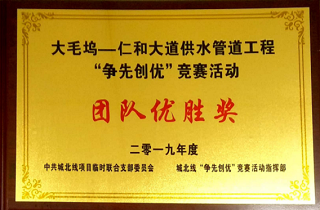 大毛坞—仁和大道供水管道工程
“争先创优”竞赛活动
团队优胜奖
二零一九年度
中共城北线项目临时联合支部委员会 城北线“争先创优”竞赛活动指挥部